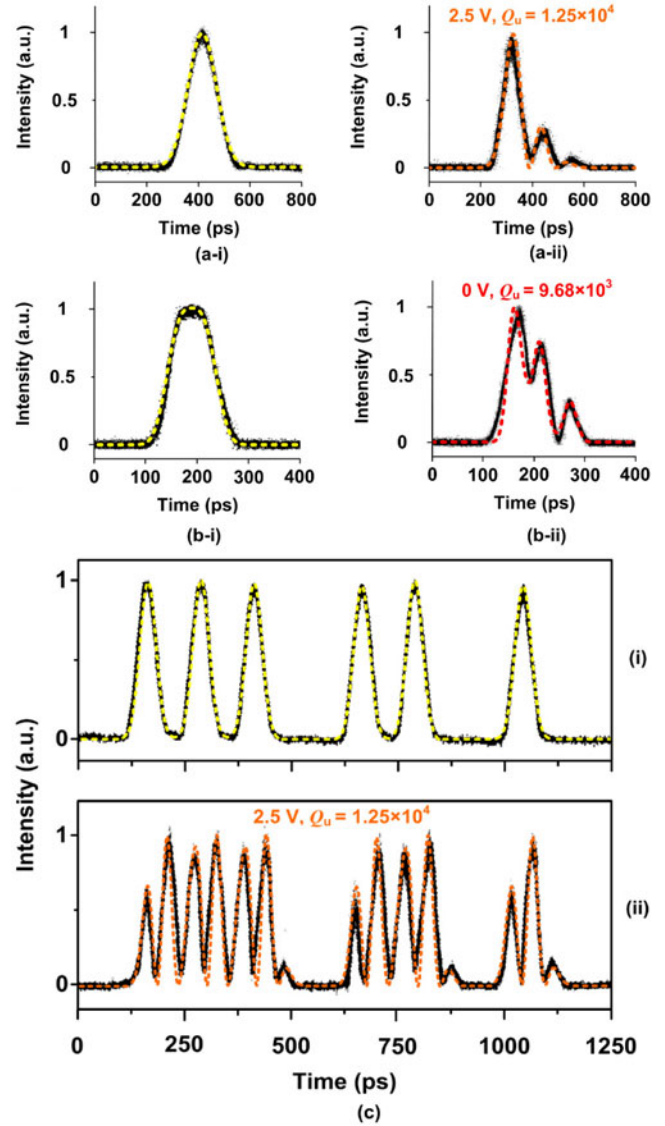 2.5 V, Qu = 1.25×10⁴
Intensity (a.u.)
1
0.5
0
0 200 400 600 800
Time (ps)
(a-i)
Intensity (a.u.)
1
0.5
0
0 200 400 600 800
Time (ps)
(a-ii)
Intensity (a.u.)
1
0.5
0
0 100 200 300 400
Time (ps)
(b-i)
0 V, Qu = 9.68×10³
Intensity (a.u.)
1
0.5
0
0 100 200 300 400
Time (ps)
(b-ii)
1
0
(i)
Intensity (a.u.)
2.5 V, Qu = 1.25×10⁴
1
0
(ii)
0 250 500 750 1000 1250
Time (ps)
(c)